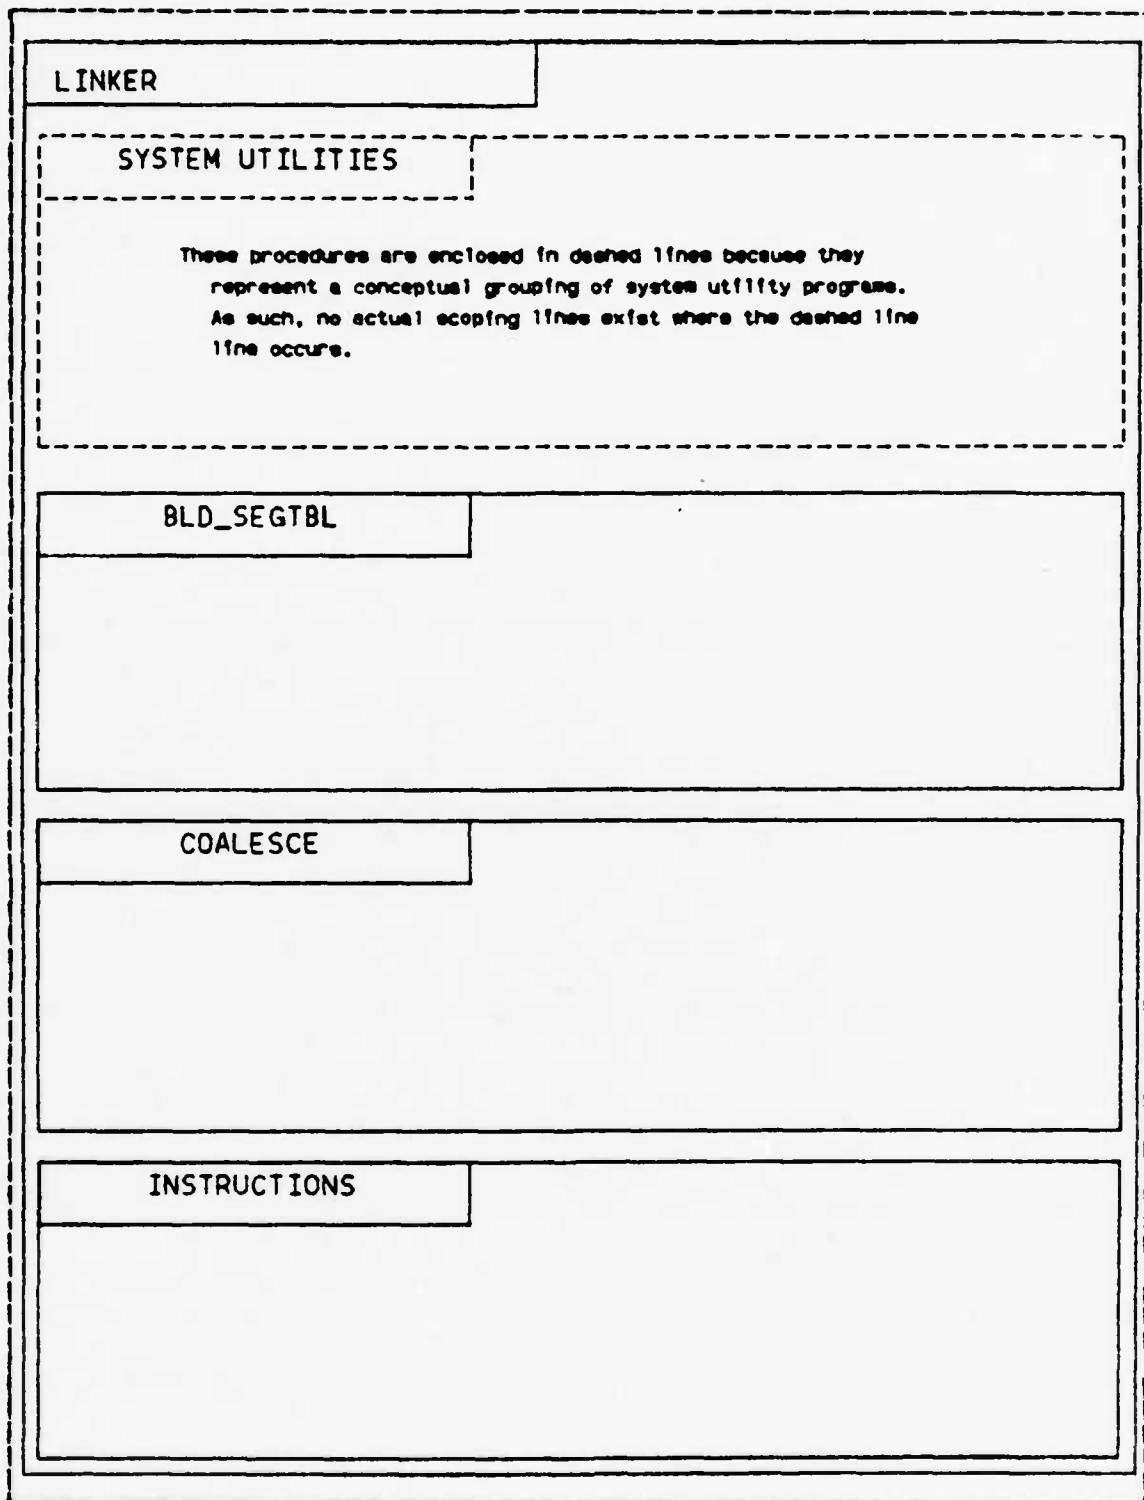 LINKER
SYSTEM UTILITIES
These procedures are enclosed in dashed lines because they
represent a conceptual grouping of system utility programs.
As such, no actual scoping lines exist where the dashed line
line occurs.
BLD_SEGTBL
COALESCE
INSTRUCTIONS